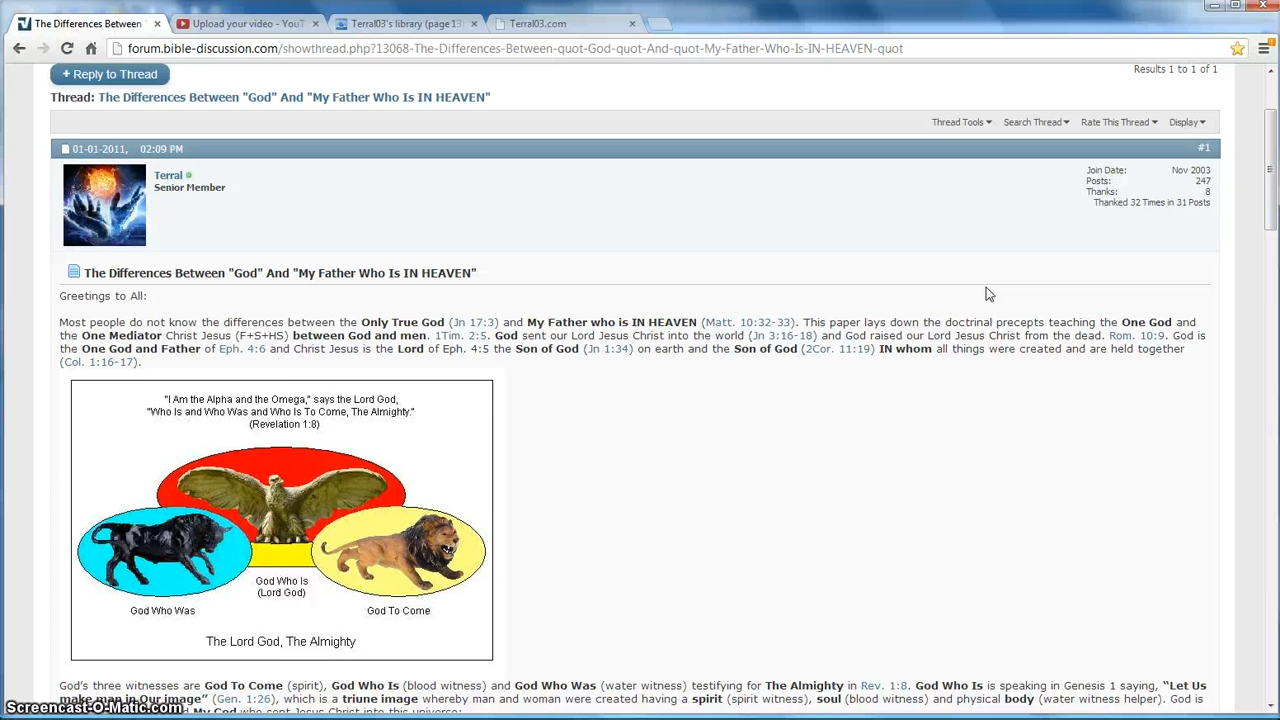 The Differences Between "
Upload your video - YouT
Terral03's library (page 13
Terral03.com
forum.bible-discussion.com/showthread.php?13068-The-Differences-Between-quot-God-quot-And-quot-My-Father-Who-Is-IN-HEAVEN-quot
+ Reply to Thread
Results 1 to 1 of 1
Thread: The Differences Between "God" And "My Father Who Is IN HEAVEN"
Thread Tools Search Thread Rate This Thread Display
01-01-2011, 02:09 PM #1
Terral
Senior Member
Join Date: Nov 2003
Posts: 247
Thanks: 8
Thanked 32 Times in 31 Posts
The Differences Between "God" And "My Father Who Is IN HEAVEN"
Greetings to All:
Most people do not know the differences between the Only True God (Jn 17:3) and My Father who is IN HEAVEN (Matt. 10:32-33). This paper lays down the doctrinal precepts teaching the One God and
the One Mediator Christ Jesus (F+S+HS) between God and men. 1Tim. 2:5. God sent our Lord Jesus Christ into the world (Jn 3:16-18) and God raised our Lord Jesus Christ from the dead. Rom. 10:9. God is
the One God and Father of Eph. 4:6 and Christ Jesus is the Lord of Eph. 4:5 the Son of God (Jn 1:34) on earth and the Son of God (2Cor. 11:19) IN whom all things were created and are held together
(Col. 1:16-17).
"I Am the Alpha and the Omega," says the Lord God,
"Who Is and Who Was and Who Is To Come, The Almighty."
(Revelation 1:8)
God Who Is
(Lord God)
God Who Was
God To Come
The Lord God, The Almighty
God's three witnesses are God To Come (spirit), God Who Is (blood witness) and God Who Was (water witness) testifying for The Almighty in Rev. 1:8. God Who Is is speaking in Genesis 1 saying, "Let Us
make man in Our image" (Gen. 1:26), which is a triune image whereby man and woman were created having a spirit (spirit witness), soul (blood witness) and physical body (water witness helper). God is
My God who sent Jesus Christ into this universe:
Screencast-O-Matic.com